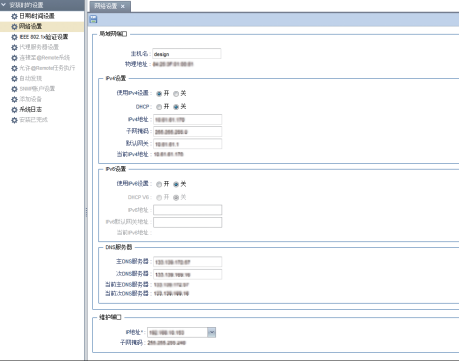 安装时的设置
日期/时间设置
网络设置
IEEE 802.1x验证设置
代理服务器设置
连接至@Remote系统
允许@Remote任务执行
自动发现
SNMP账户设置
添加设备
系统日志
安装已完成
网络设置 ×
局域网端口
主机名: design
物理地址:
IPv4设置
使用IPv4设置: 开 关
DHCP: 开 关
IPv4地址:
子网掩码:
默认网关:
当前IPv4地址:
IPv6设置
使用IPv6设置: 开 关
DHCP V6: 开 关
IPv6地址:
IPv6默认网关地址:
当前IPv6地址:
DNS服务器
主DNS服务器:
次DNS服务器:
当前主DNS服务器:
当前次DNS服务器:
维护端口
IP地址*:
子网掩码: